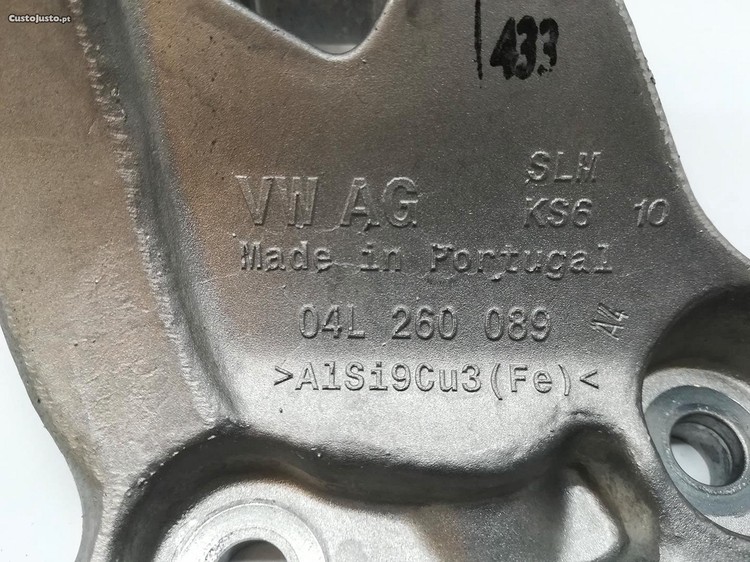 CustoJusto.pt
433
VW AG
SLM
KS6 10
Made in Portugal
04L 260 089
A4
>AlSi9Cu3(Fe)<